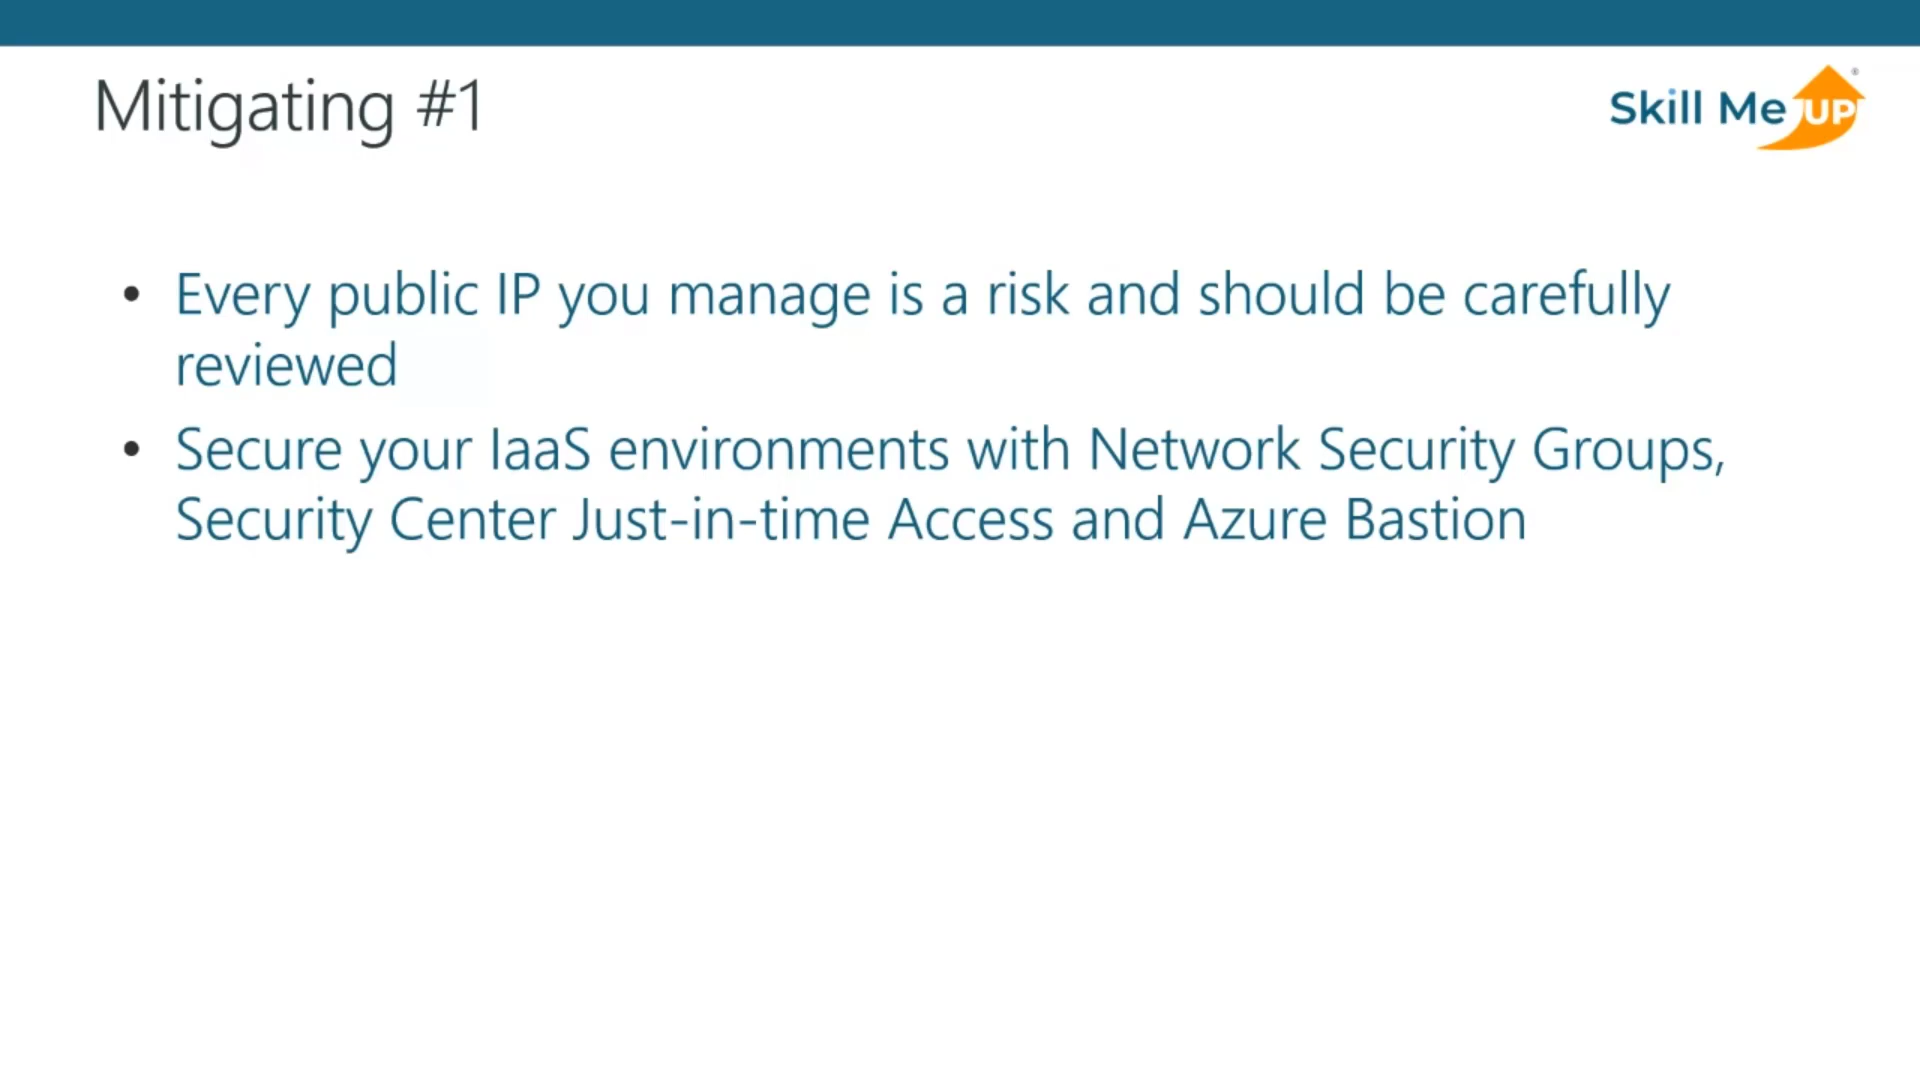 Mitigating #1
Skill Me UP
®
• Every public IP you manage is a risk and should be carefully
reviewed
• Secure your IaaS environments with Network Security Groups,
Security Center Just-in-time Access and Azure Bastion